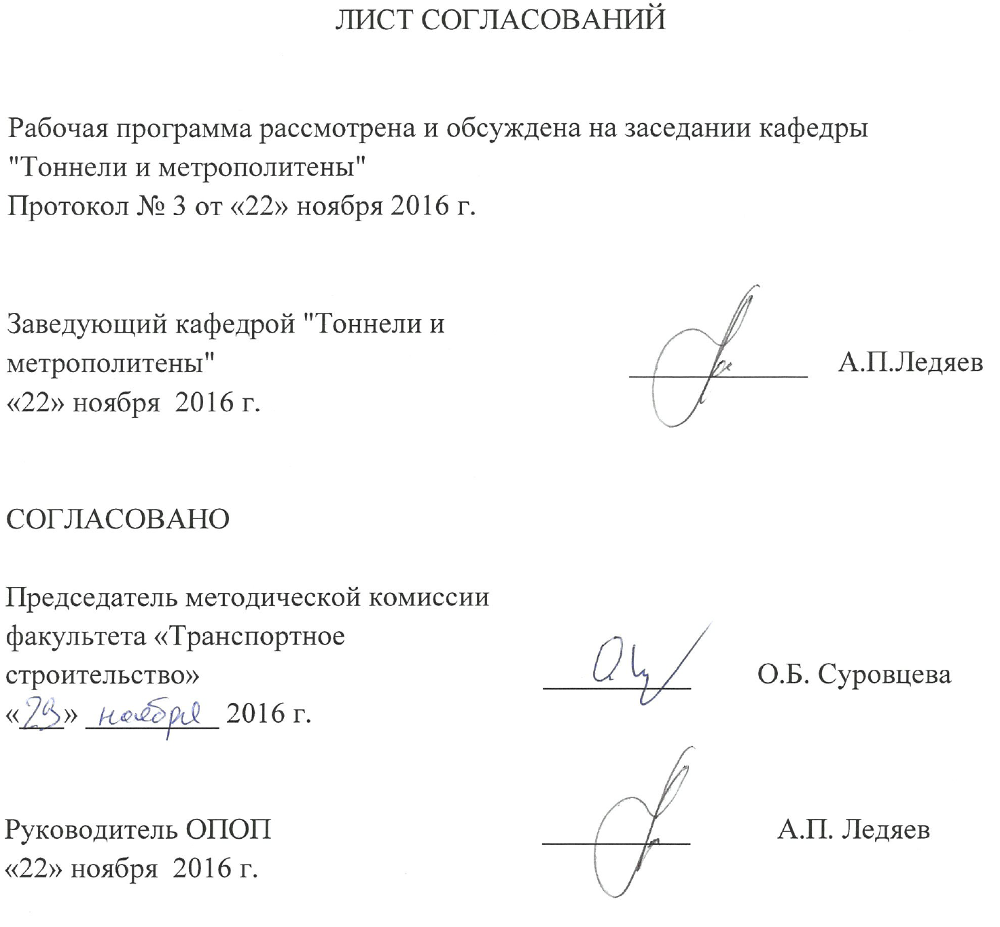 ЛИСТ СОГЛАСОВАНИЙ
Рабочая программа рассмотрена и обсуждена на заседании кафедры
"Тоннели и метрополитены"
Протокол № 3 от «22» ноября 2016 г.
Заведующий кафедрой "Тоннели и
метрополитены" А.П.Ледяев
«22» ноября 2016 г.
СОГЛАСОВАНО
Председатель методической комиссии
факультета «Транспортное
строительство» О.Б. Суровцева
«29» ноября 2016 г.
Руководитель ОПОП А.П. Ледяев
«22» ноября 2016 г.